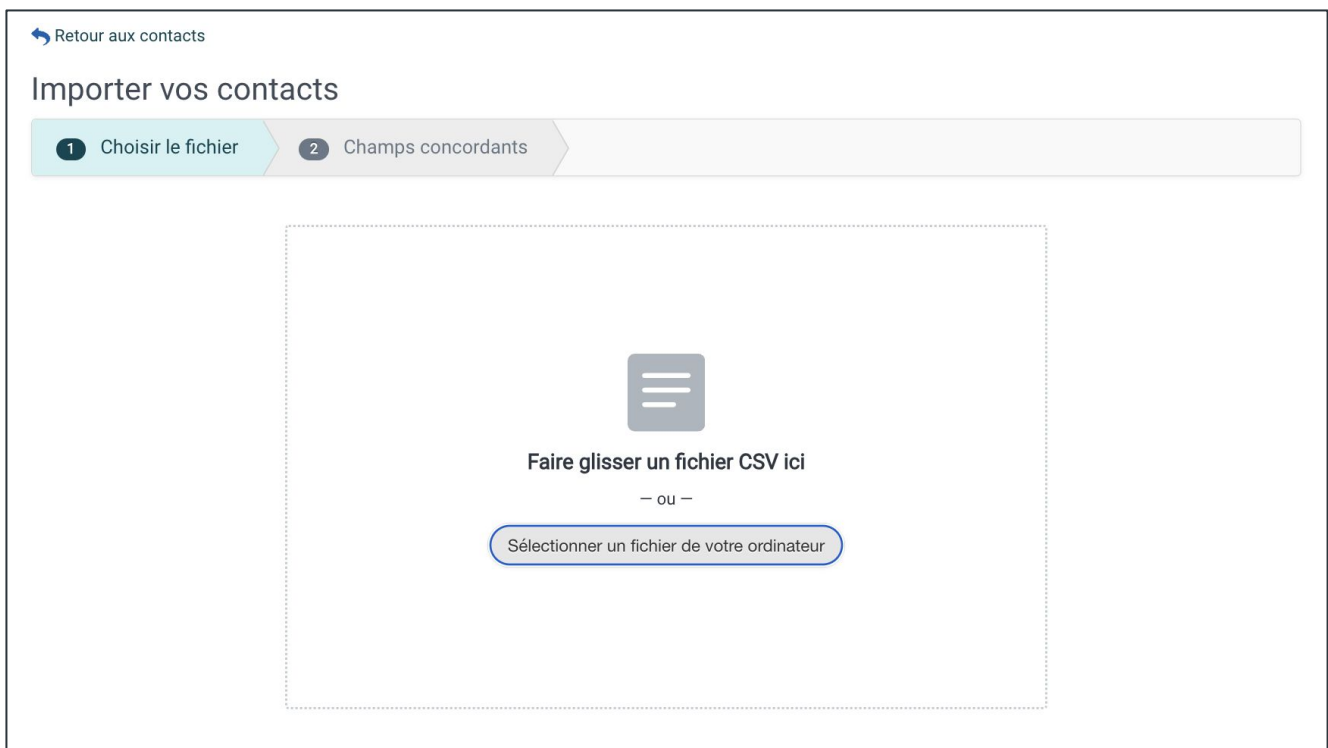 Retour aux contacts
Importer vos contacts
1 Choisir le fichier 2 Champs concordants
Faire glisser un fichier CSV ici
— ou —
Sélectionner un fichier de votre ordinateur